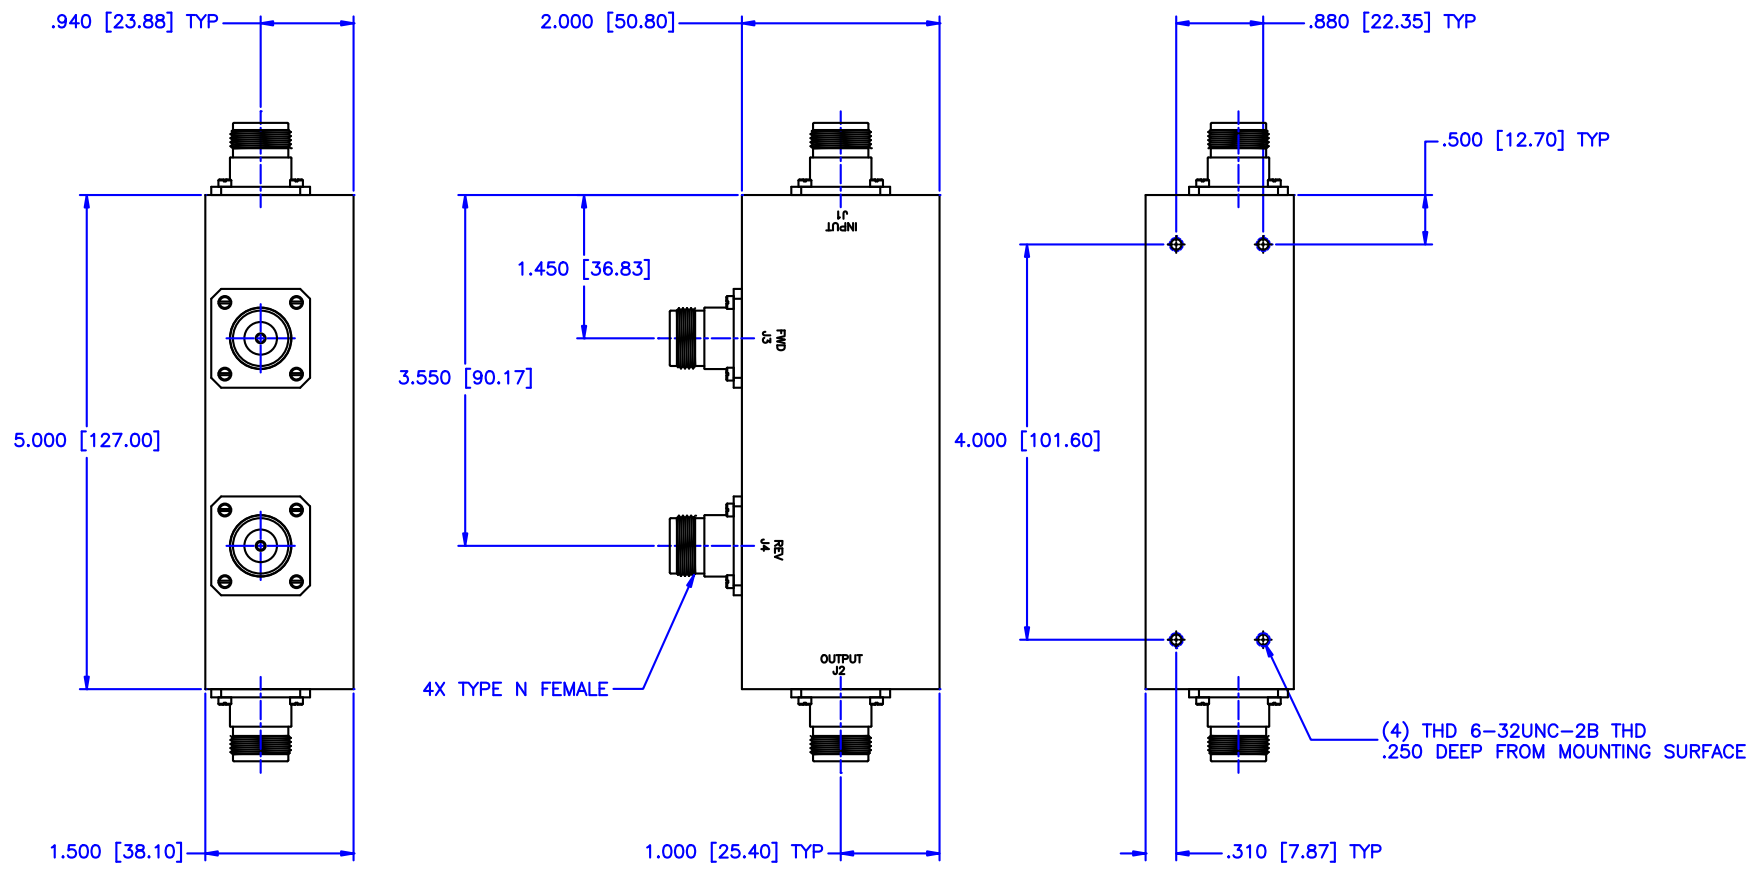 .940 [23.88] TYP
2.000 [50.80]
.880 [22.35] TYP
.500 [12.70] TYP
J1
INPUT
1.450 [36.83]
FWD
J3
3.550 [90.17]
5.000 [127.00]
4.000 [101.60]
REV
J4
OUTPUT
J2
4X TYPE N FEMALE
(4) THD 6-32UNC-2B THD
.250 DEEP FROM MOUNTING SURFACE
1.500 [38.10]
1.000 [25.40] TYP
.310 [7.87] TYP